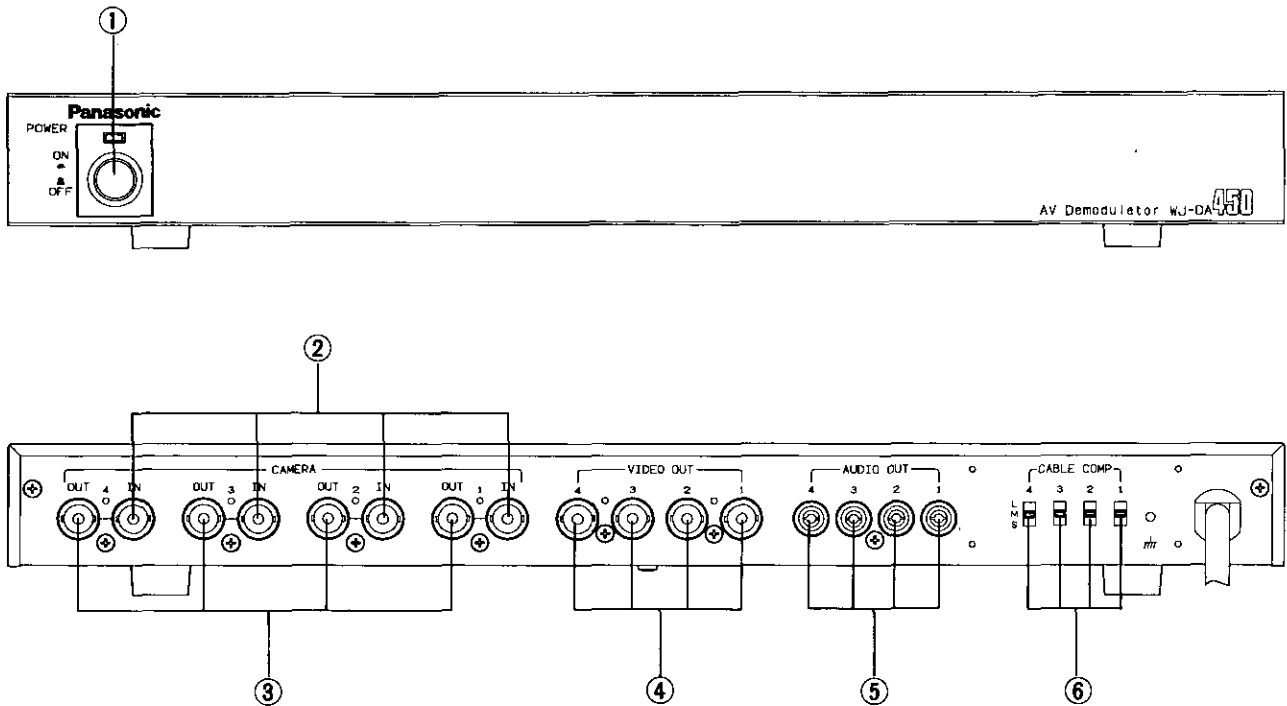 ①
Panasonic
POWER
ON
OFF
AV Demodulator WJ-DA450
②
CAMERA
VIDEO OUT
AUDIO OUT
CABLE COMP
OUT 4 IN OUT 3 IN OUT 2 IN OUT 1 IN
4 3 2 1
4 3 2 1
4 3 2 1
L
M
S
③ ④ ⑤ ⑥